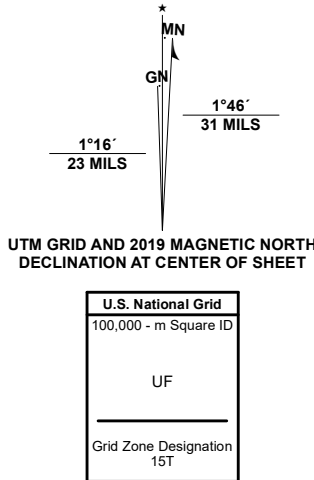 ★
MN
GN
1°46´
31 MILS
1°16´
23 MILS
UTM GRID AND 2019 MAGNETIC NORTH
DECLINATION AT CENTER OF SHEET
U.S. National Grid
100,000 - m Square ID
UF
Grid Zone Designation
15T